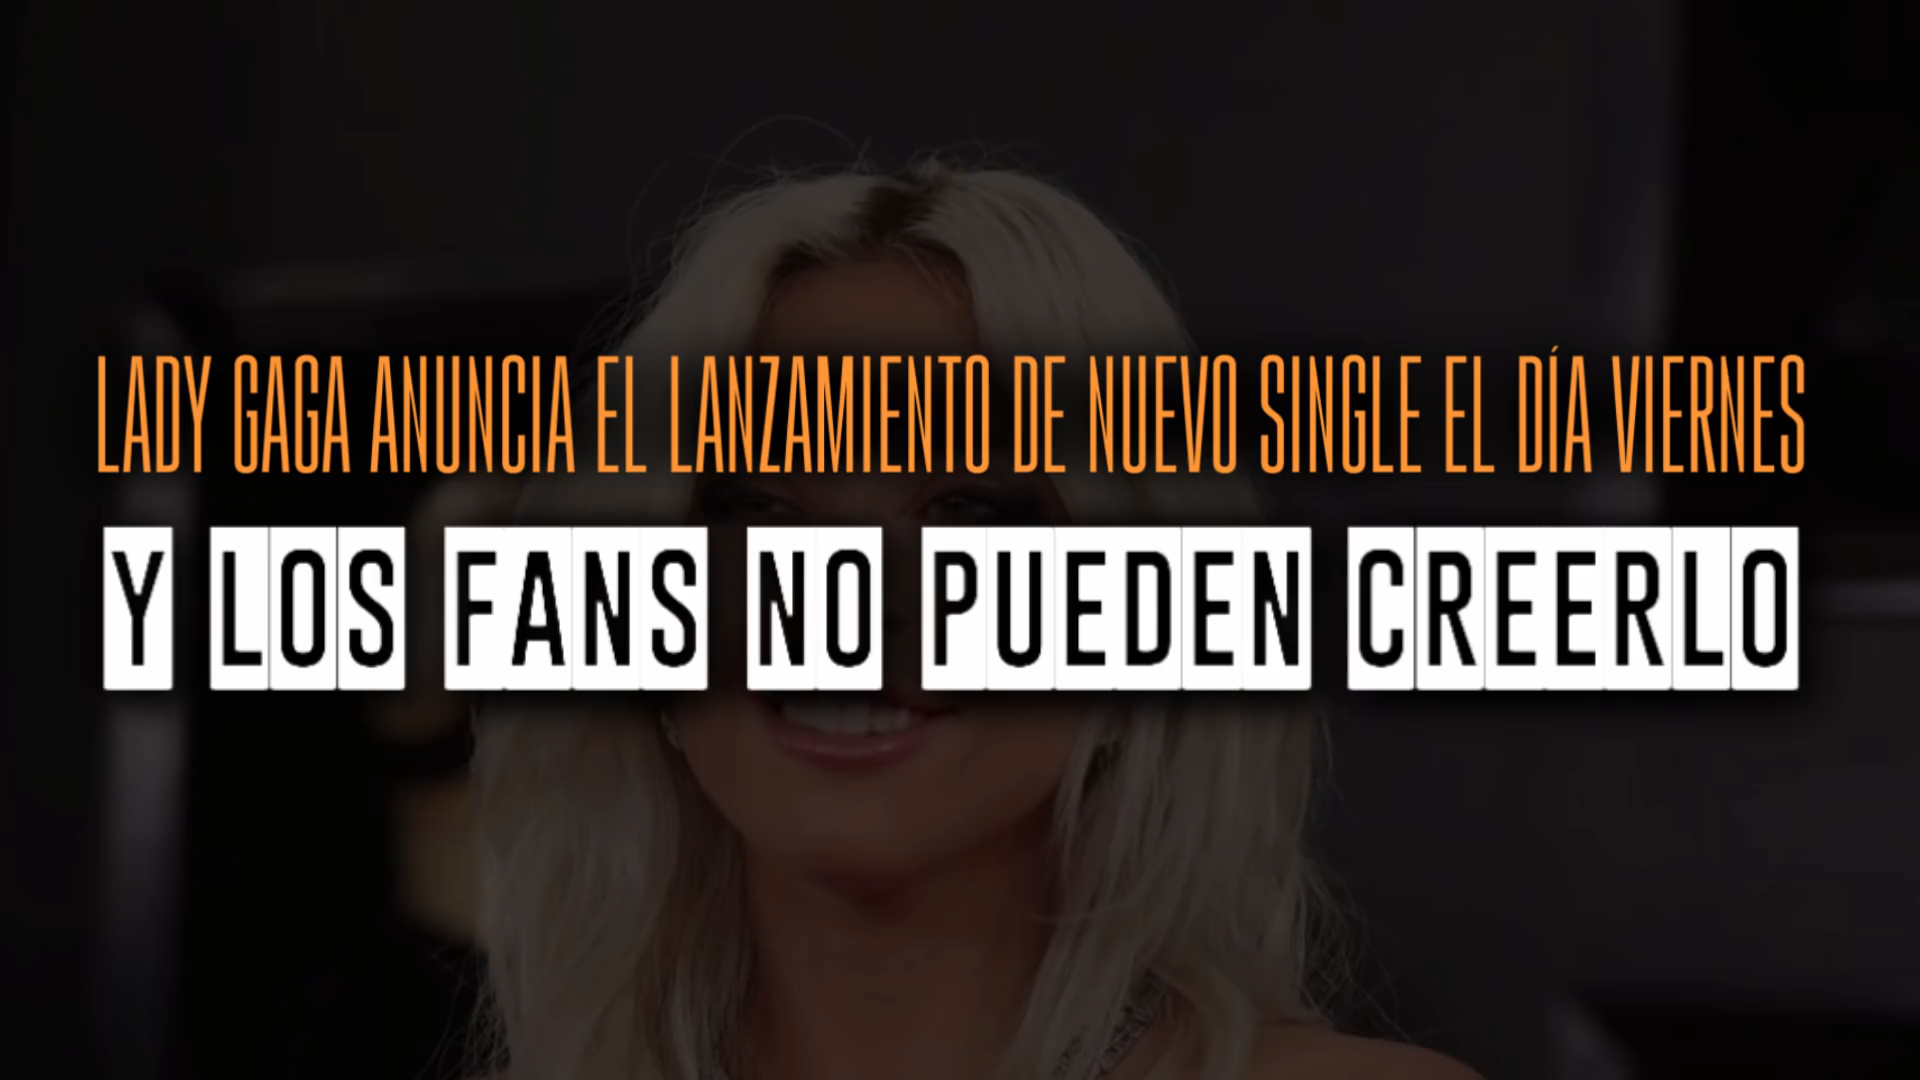 LADY GAGA ANUNCIA EL LANZAMIENTO DE NUEVO SINGLE EL DÍA VIERNES
Y LOS FANS NO PUEDEN CREERLO